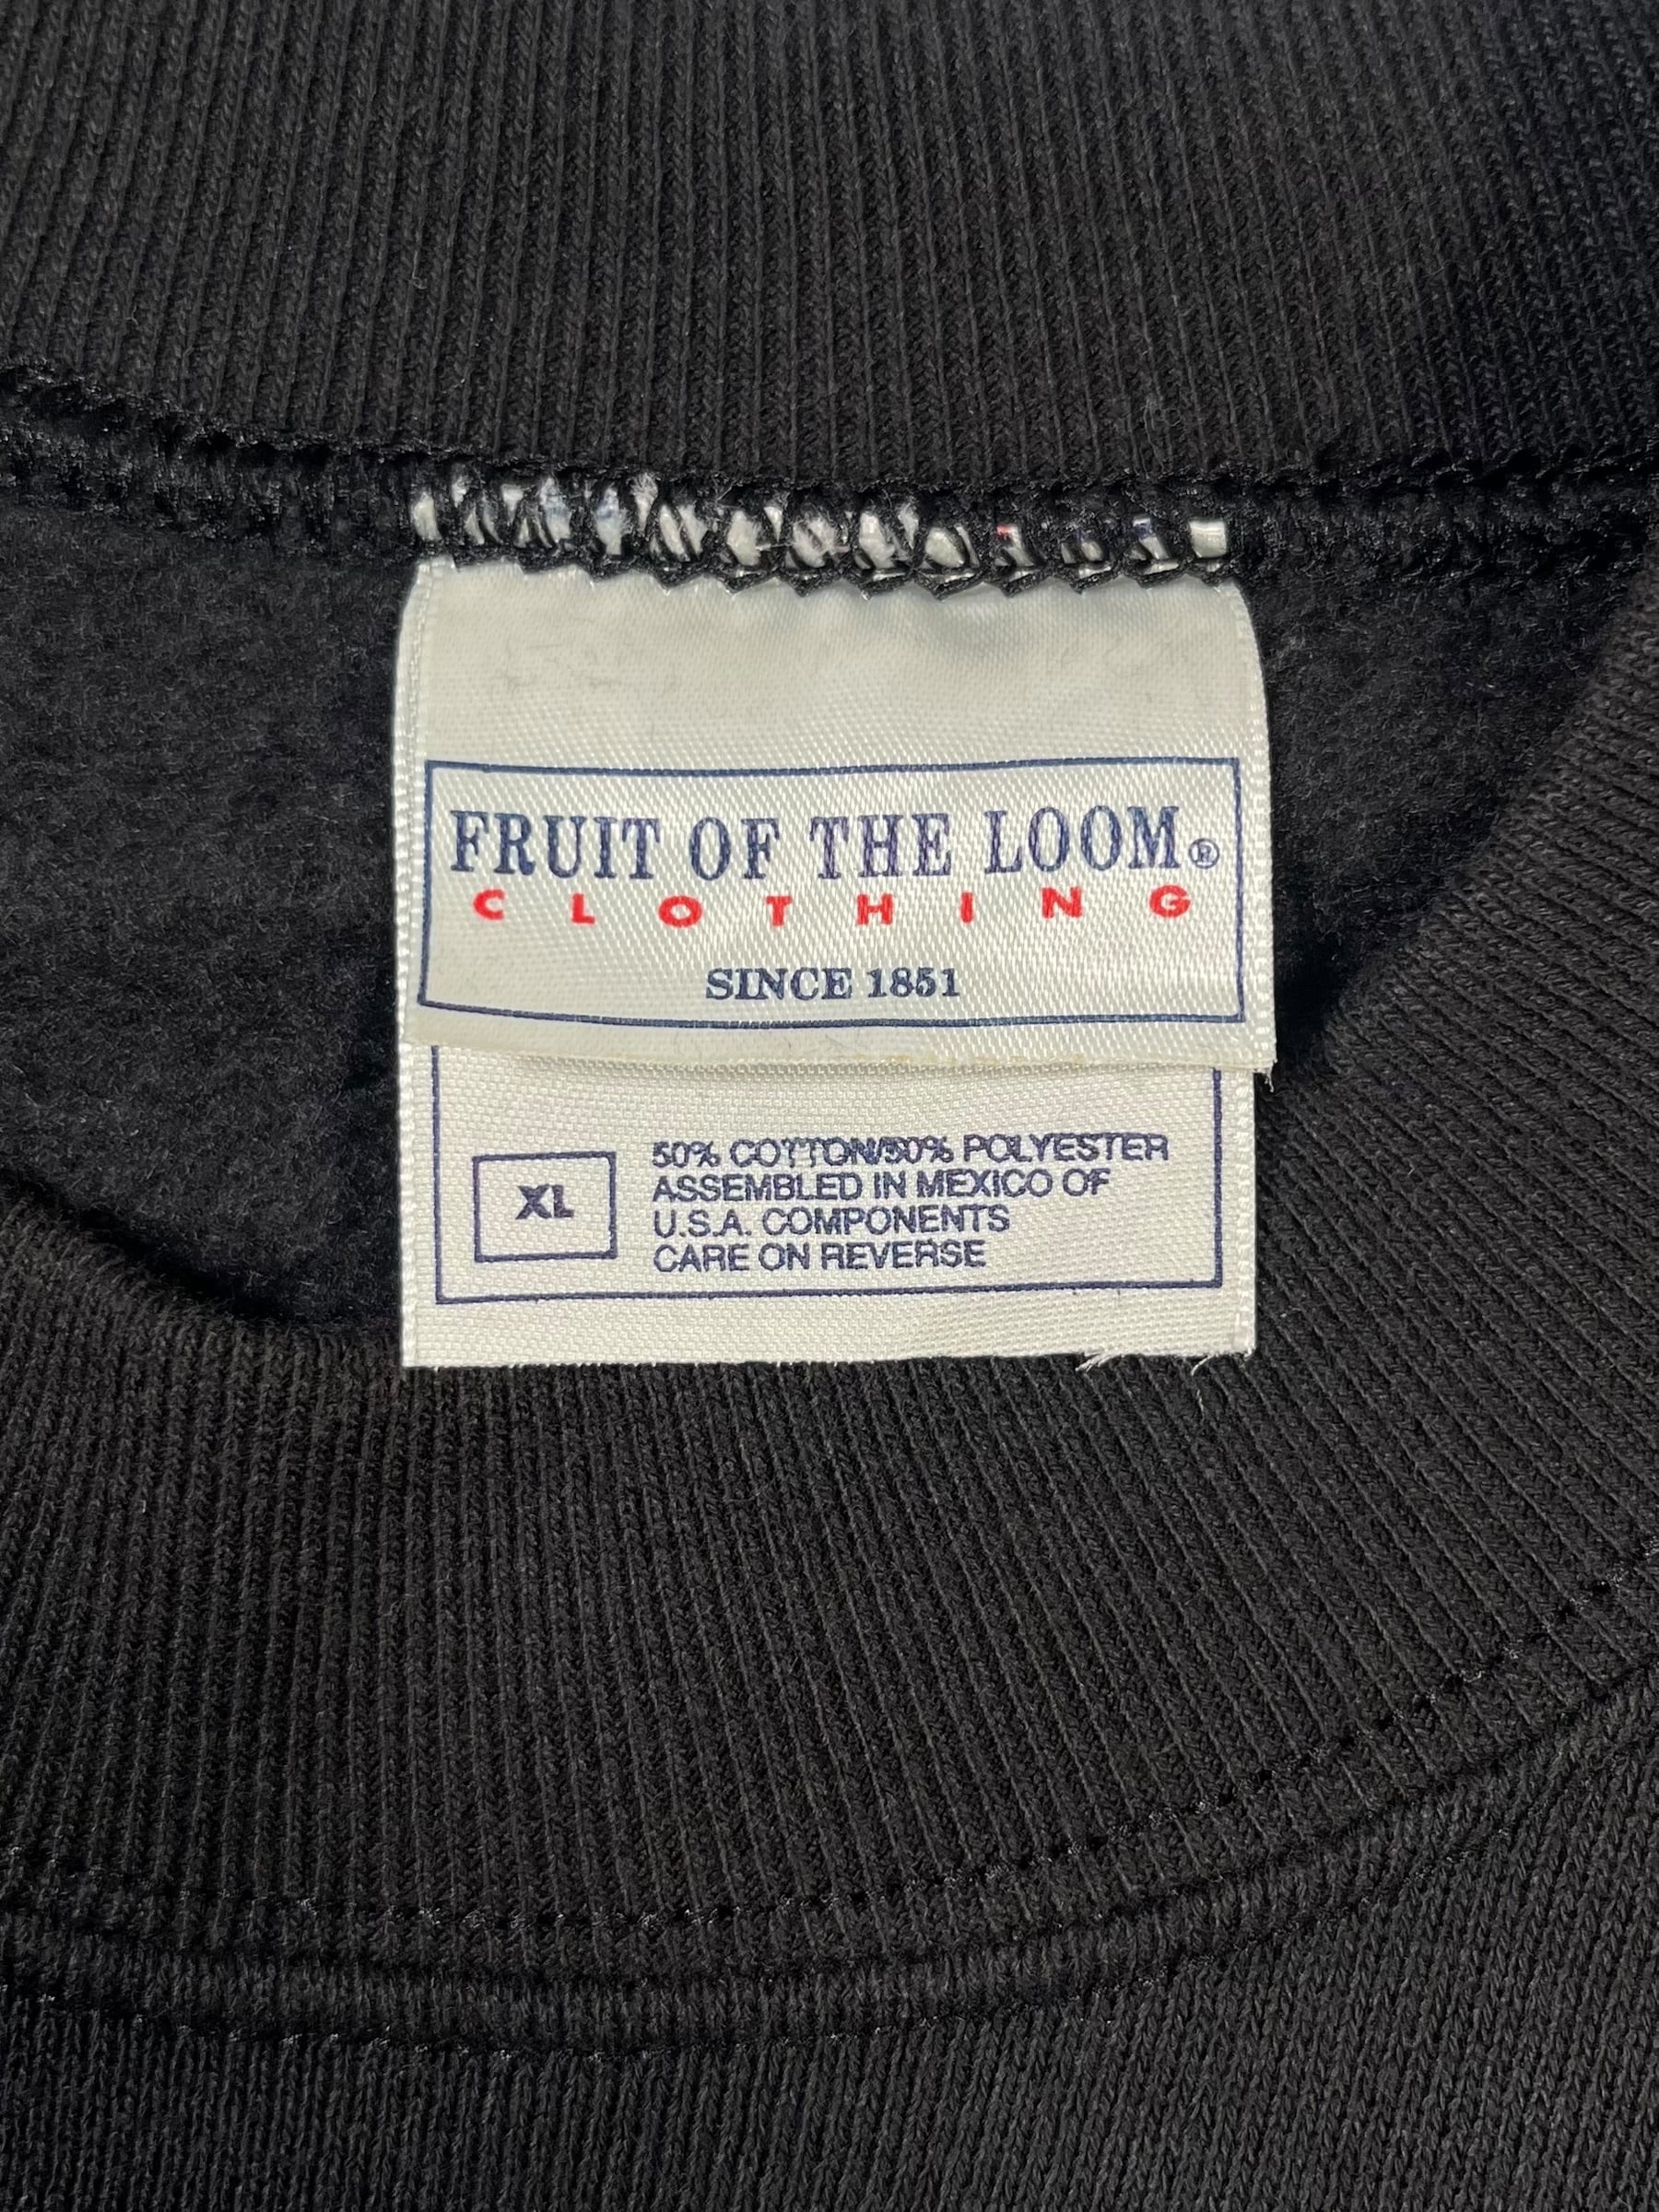 FRUIT OF THE LOOM®
CLOTHING
SINCE 1851
XL
50% COTTON/50% POLYESTER
ASSEMBLED IN MEXICO OF
U.S.A. COMPONENTS
CARE ON REVERSE